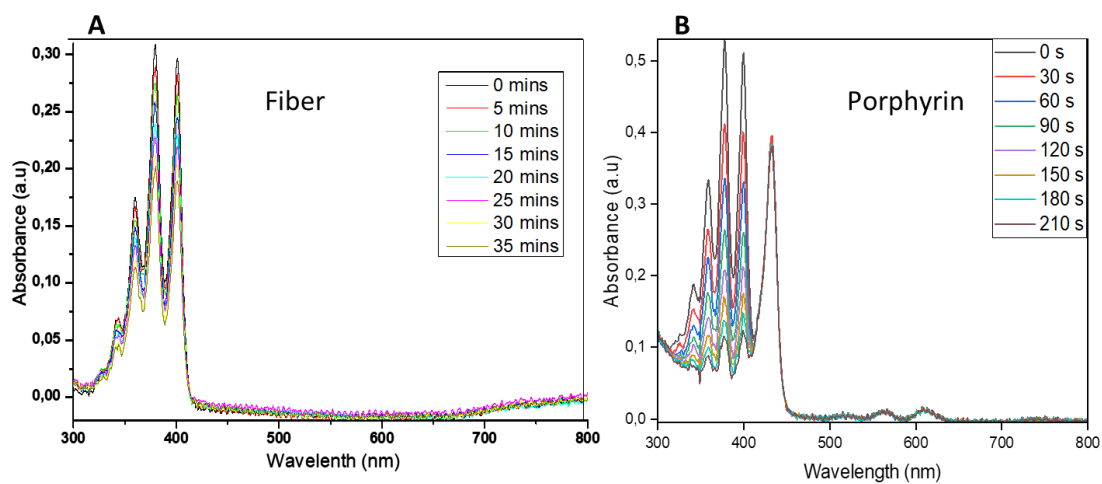 A
Fiber
0,30
0,25
0,20
0,15
0,10
0,05
0,00
Absorbance (a.u)
300
400
500
600
700
800
Wavelenth (nm)
0 mins
5 mins
10 mins
15 mins
20 mins
25 mins
30 mins
35 mins
B
Porphyrin
0,5
0,4
0,3
0,2
0,1
0,0
Absorbance (a.u)
300
400
500
600
700
800
Wavelength (nm)
0 s
30 s
60 s
90 s
120 s
150 s
180 s
210 s